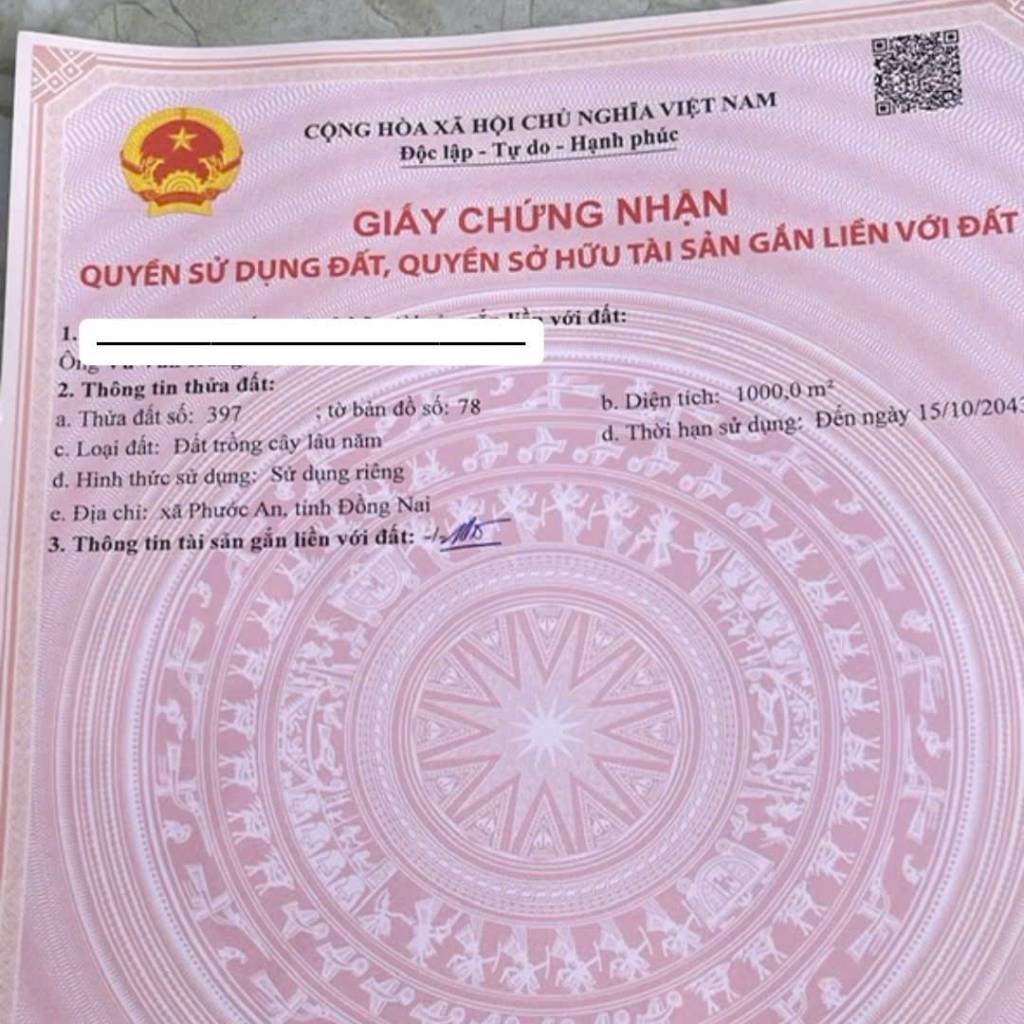 CỘNG HÒA XÃ HỘI CHỦ NGHĨA VIỆT NAM
Độc lập - Tự do - Hạnh phúc
GIẤY CHỨNG NHẬN
QUYỀN SỬ DỤNG ĐẤT, QUYỀN SỞ HỮU TÀI SẢN GẮN LIỀN VỚI ĐẤT
1. liền với đất:
Ông
2. Thông tin thửa đất:
a. Thửa đất số: 397 ; tờ bản đồ số: 78 b. Diện tích: 1000,0 m²
c. Loại đất: Đất trồng cây lâu năm d. Thời hạn sử dụng: Đến ngày 15/10/2043
đ. Hình thức sử dụng: Sử dụng riêng
e. Địa chỉ: xã Phước An, tỉnh Đồng Nai
3. Thông tin tài sản gắn liền với đất: -/-